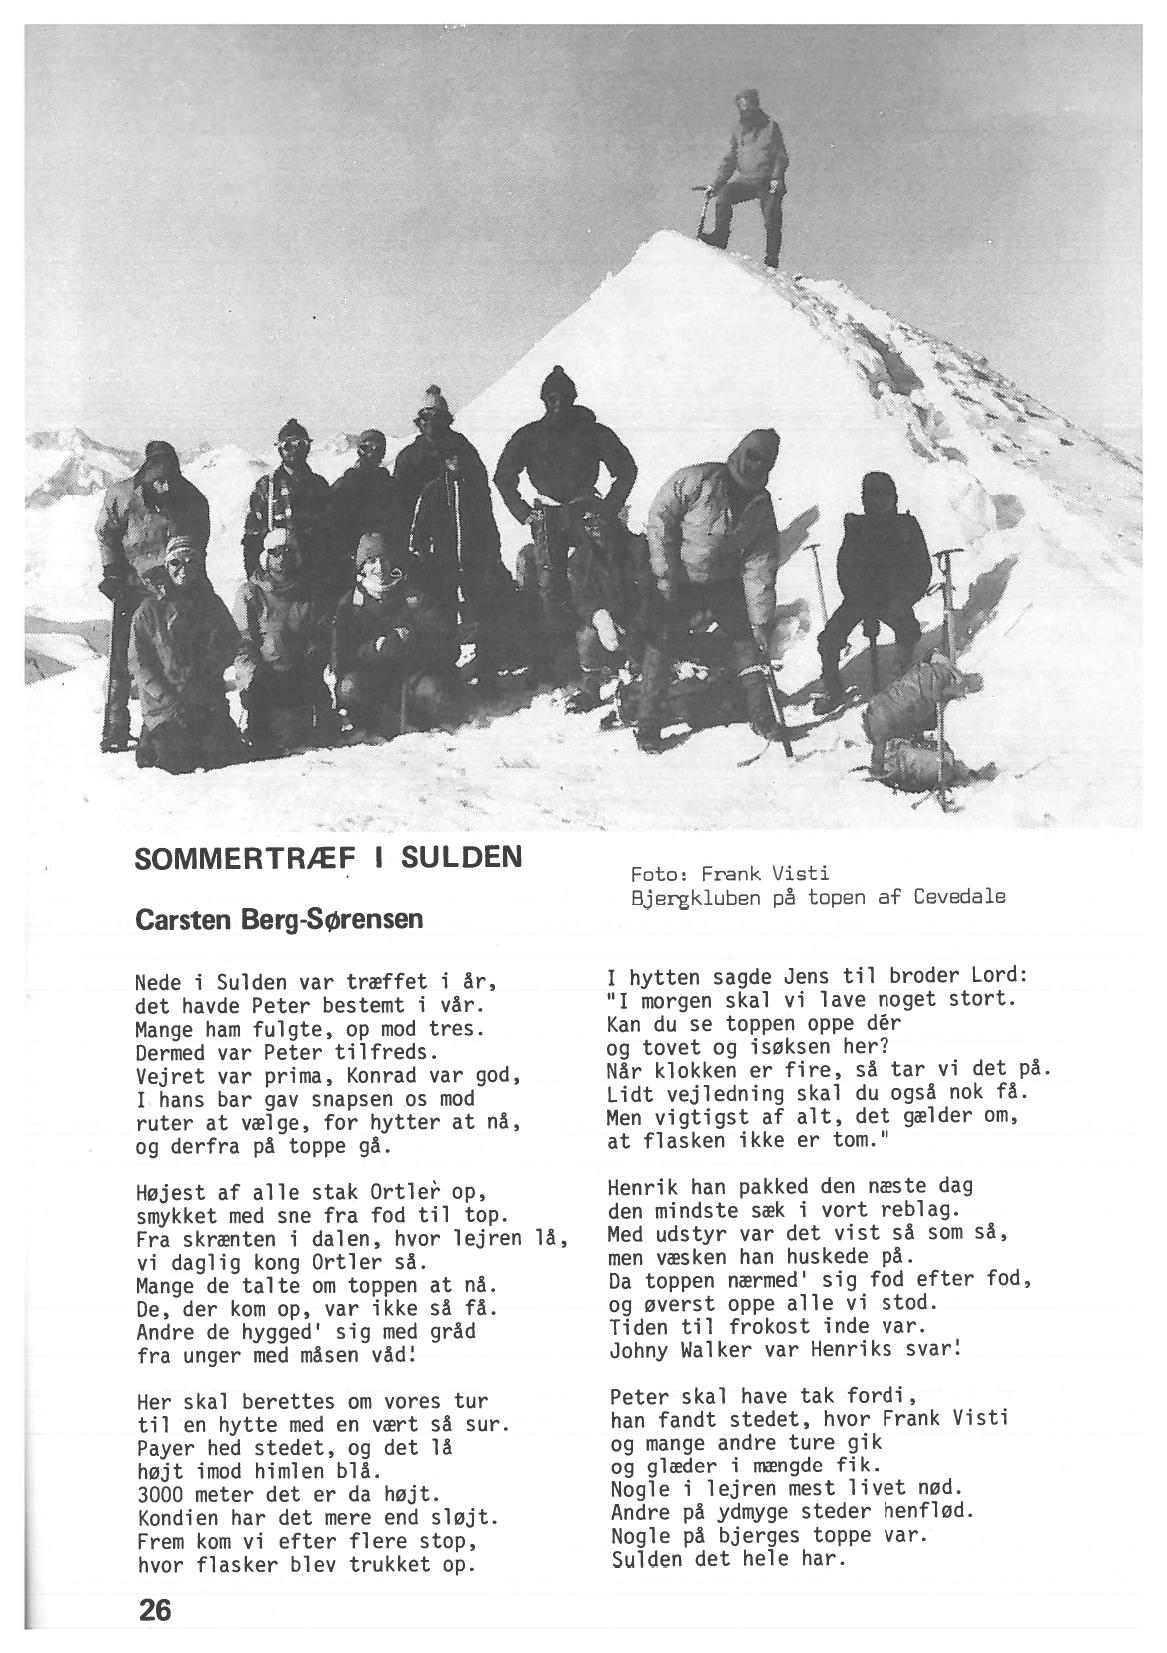 SOMMERTRÆF I SULDEN
Carsten Berg-Sørensen
Foto: Frank Visti
Bjergkluben på topen af Cevedale
Nede i Sulden var træffet i år,
det havde Peter bestemt i vår.
Mange ham fulgte, op mod tres.
Dermed var Peter tilfreds.
Vejret var prima, Konrad var god,
I hans bar gav snapsen os mod
ruter at vælge, for hytter at nå,
og derfra på toppe gå.
Højest af alle stak Ortler op,
smykket med sne fra fod til top.
Fra skrænten i dalen, hvor lejren lå,
vi daglig kong Ortler så.
Mange de talte om toppen at nå.
De, der kom op, var ikke så få.
Andre de hygged' sig med gråd
fra unger med måsen våd!
Her skal berettes om vores tur
til en hytte med en vært så sur.
Payer hed stedet, og det lå
højt imod himlen blå.
3000 meter det er da højt.
Kondien har det mere end sløjt.
Frem kom vi efter flere stop,
hvor flasker blev trukket op.
I hytten sagde Jens til broder Lord:
"I morgen skal vi lave noget stort.
Kan du se toppen oppe dér
og tovet og isøksen her?
Når klokken er fire, så tar vi det på.
Lidt vejledning skal du også nok få.
Men vigtigst af alt, det gælder om,
at flasken ikke er tom."
Henrik han pakked den næste dag
den mindste sæk i vort reblag.
Med udstyr var det vist så som så,
men væsken han huskede på.
Da toppen nærmed' sig fod efter fod,
og øverst oppe alle vi stod.
Tiden til frokost inde var.
Johny Walker var Henriks svar!
Peter skal have tak fordi,
han fandt stedet, hvor Frank Visti
og mange andre ture gik
og glæder i mængde fik.
Nogle i lejren mest livet nød.
Andre på ydmyge steder henflød.
Nogle på bjerges toppe var.
Sulden det hele har.
26